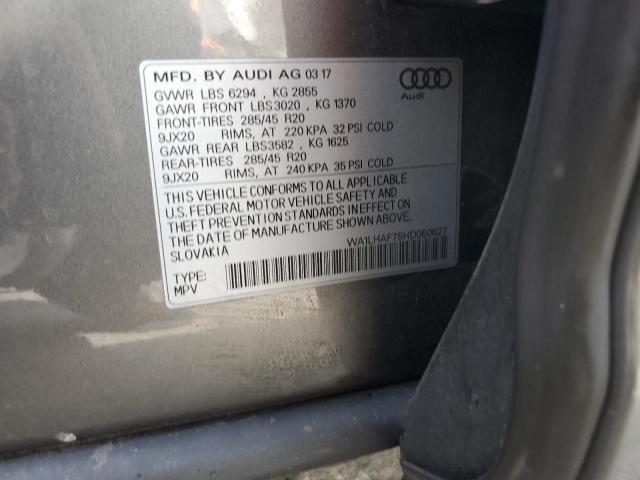 MFD. BY AUDI AG 03 17
Audi
GVWR LBS 6294 , KG 2855
GAWR FRONT LBS3020 , KG 1370
FRONT-TIRES 285/45 R20
9JX20 RIMS, AT 220 KPA 32 PSI COLD
GAWR REAR LBS3582 , KG 1625
REAR-TIRES 285/45 R20
9JX20 RIMS, AT 240 KPA 35 PSI COLD
THIS VEHICLE CONFORMS TO ALL APPLICABLE
U.S. FEDERAL MOTOR VEHICLE SAFETY AND
THEFT PREVENTION STANDARDS IN EFFECT ON
THE DATE OF MANUFACTURE SHOWN ABOVE.
SLOVAKIA
WA1LHAF75HD050627
TYPE:
MPV